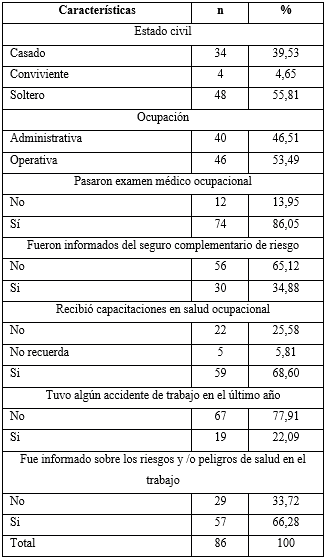 Características n %
Estado civil
Casado 34 39,53
Conviviente 4 4,65
Soltero 48 55,81
Ocupación
Administrativa 40 46,51
Operativa 46 53,49
Pasaron examen médico ocupacional
No 12 13,95
Sí 74 86,05
Fueron informados del seguro complementario de riesgo
No 56 65,12
Si 30 34,88
Recibió capacitaciones en salud ocupacional
No 22 25,58
No recuerda 5 5,81
Si 59 68,60
Tuvo algún accidente de trabajo en el último año
No 67 77,91
Si 19 22,09
Fue informado sobre los riesgos y /o peligros de salud en el
trabajo
No 29 33,72
Si 57 66,28
Total 86 100